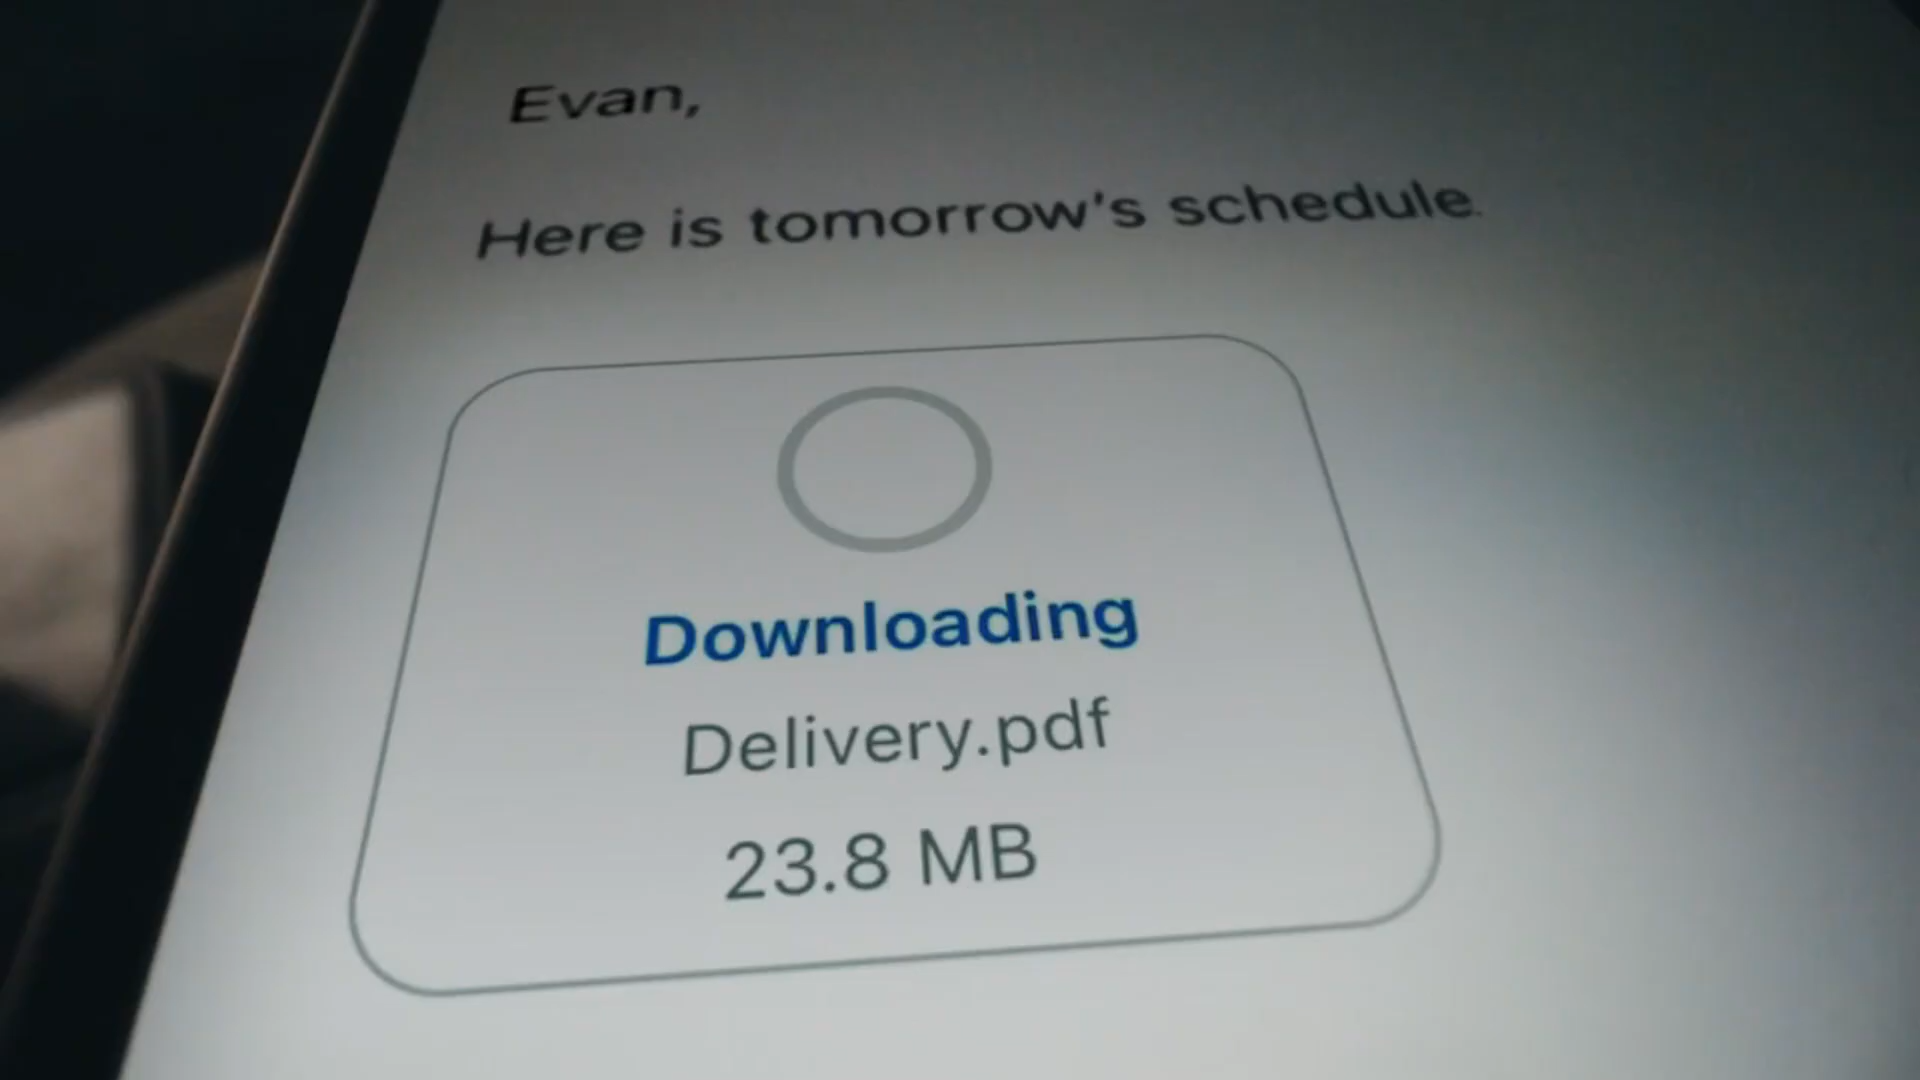 Evan,
Here is tomorrow's schedule.
Downloading
Delivery.pdf
23.8 MB